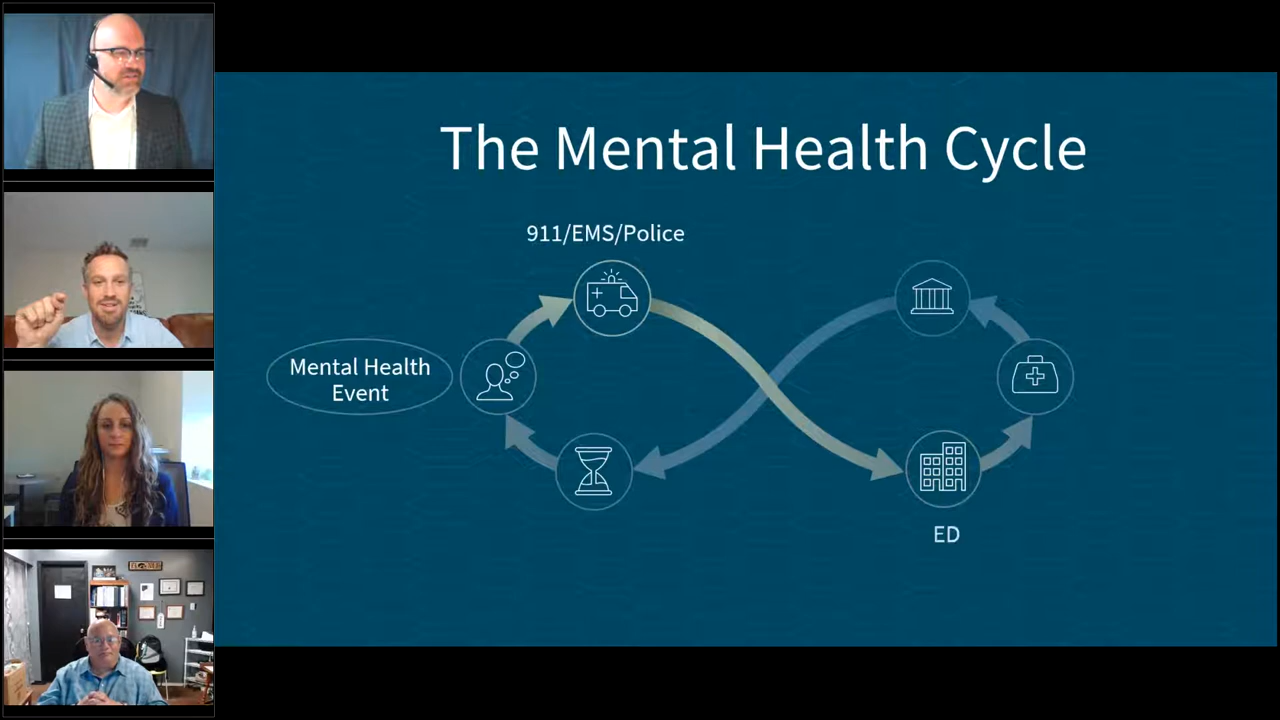 The Mental Health Cycle
911/EMS/Police
Mental Health
Event
ED